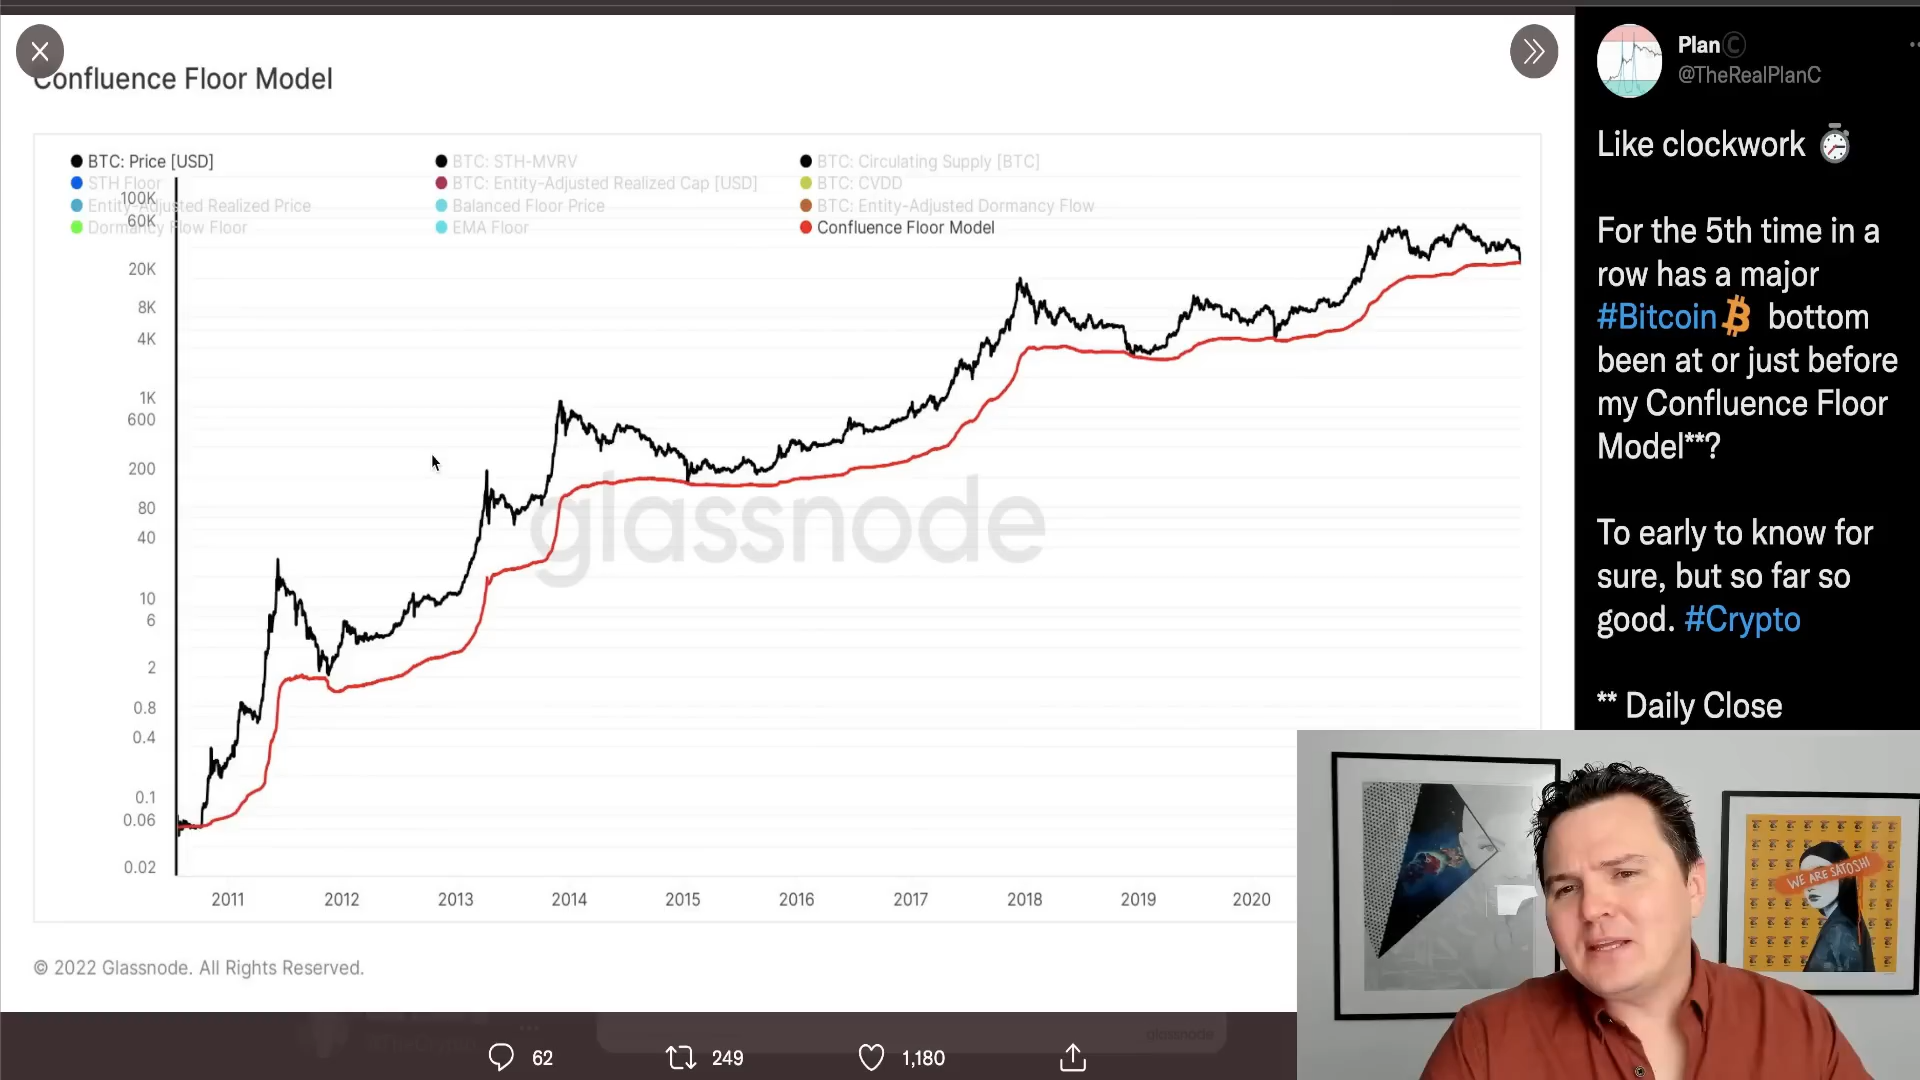 Confluence Floor Model
BTC: Price [USD]
BTC: STH-MVRV
BTC: Circulating Supply [BTC]
STH Floor
BTC: Entity-Adjusted Realized Cap [USD]
BTC: CVDD
Entity-Adjusted Realized Price
Balanced Floor Price
BTC: Entity-Adjusted Dormancy Flow
Dormancy Flow Floor
EMA Floor
Confluence Floor Model
100K
60K
20K
8K
4K
1K
600
200
80
40
10
6
2
0.8
0.4
0.1
0.06
0.02
glassnode
2011
2012
2013
2014
2015
2016
2017
2018
2019
2020
© 2022 Glassnode. All Rights Reserved.
glassnode
62
249
1,180
Plan©
@TheRealPlanC
Like clockwork
For the 5th time in a
row has a major
#Bitcoin bottom
been at or just before
my Confluence Floor
Model**?
To early to know for
sure, but so far so
good. #Crypto
** Daily Close
WE ARE SATOSHI